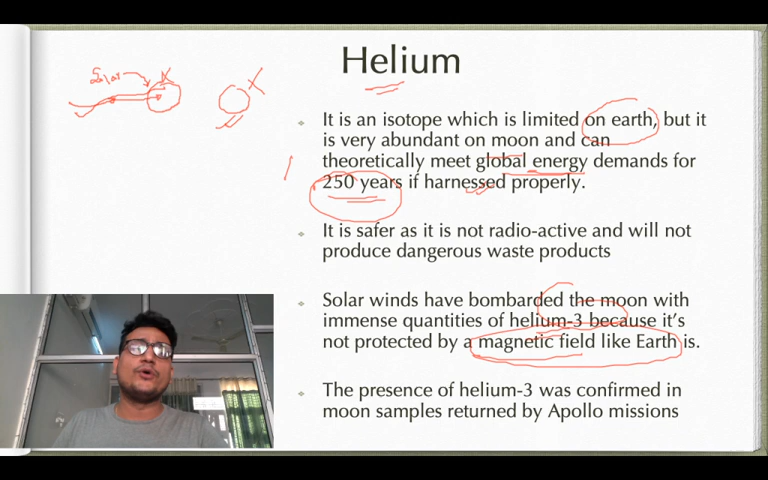 Helium
Solar
It is an isotope which is limited on earth, but it
is very abundant on moon and can
theoretically meet global energy demands for
250 years if harnessed properly.
It is safer as it is not radio-active and will not
produce dangerous waste products
Solar winds have bombarded the moon with
immense quantities of helium-3 because it's
not protected by a magnetic field like Earth is.
The presence of helium-3 was confirmed in
moon samples returned by Apollo missions